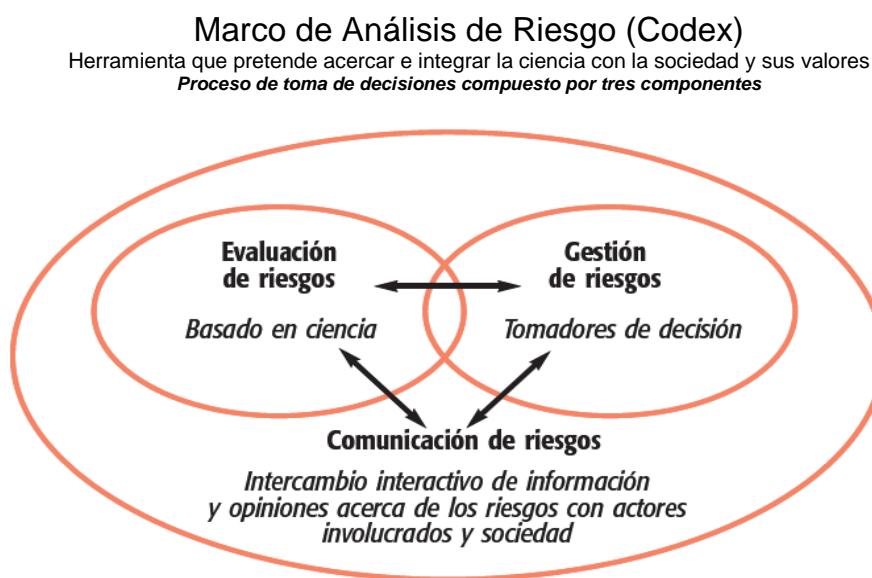 Marco de Análisis de Riesgo (Codex)
Herramienta que pretende acercar e integrar la ciencia con la sociedad y sus valores
Proceso de toma de decisiones compuesto por tres componentes
Evaluación
de riesgos
Basado en ciencia
Gestión
de riesgos
Tomadores de decisión
Comunicación de riesgos
Intercambio interactivo de información
y opiniones acerca de los riesgos con actores
involucrados y sociedad